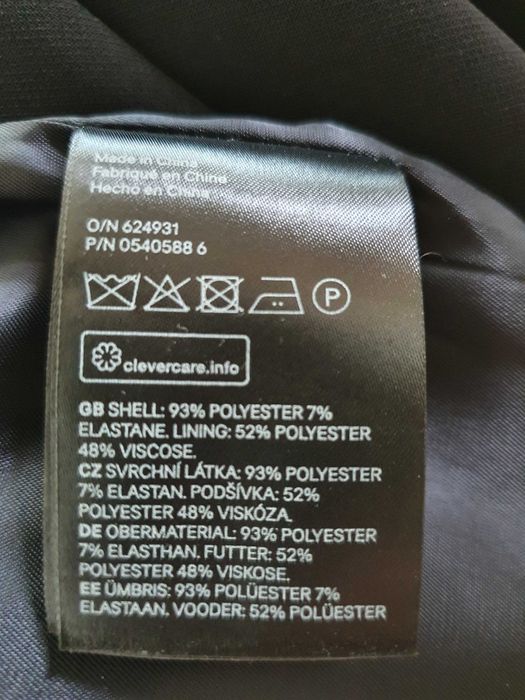 Made in China
Fabriqué en Chine
Hecho en China
O/N 624931
P/N 0540588 6
P
clevercare.info
GB SHELL: 93% POLYESTER 7%
ELASTANE. LINING: 52% POLYESTER
48% VISCOSE.
CZ SVRCHNÍ LÁTKA: 93% POLYESTER
7% ELASTAN. PODŠÍVKA: 52%
POLYESTER 48% VISKÓZA.
DE OBERMATERIAL: 93% POLYESTER
7% ELASTHAN. FUTTER: 52%
POLYESTER 48% VISKOSE.
EE ÜMBRIS: 93% POLÜESTER 7%
ELASTAAN. VOODER: 52% POLÜESTER